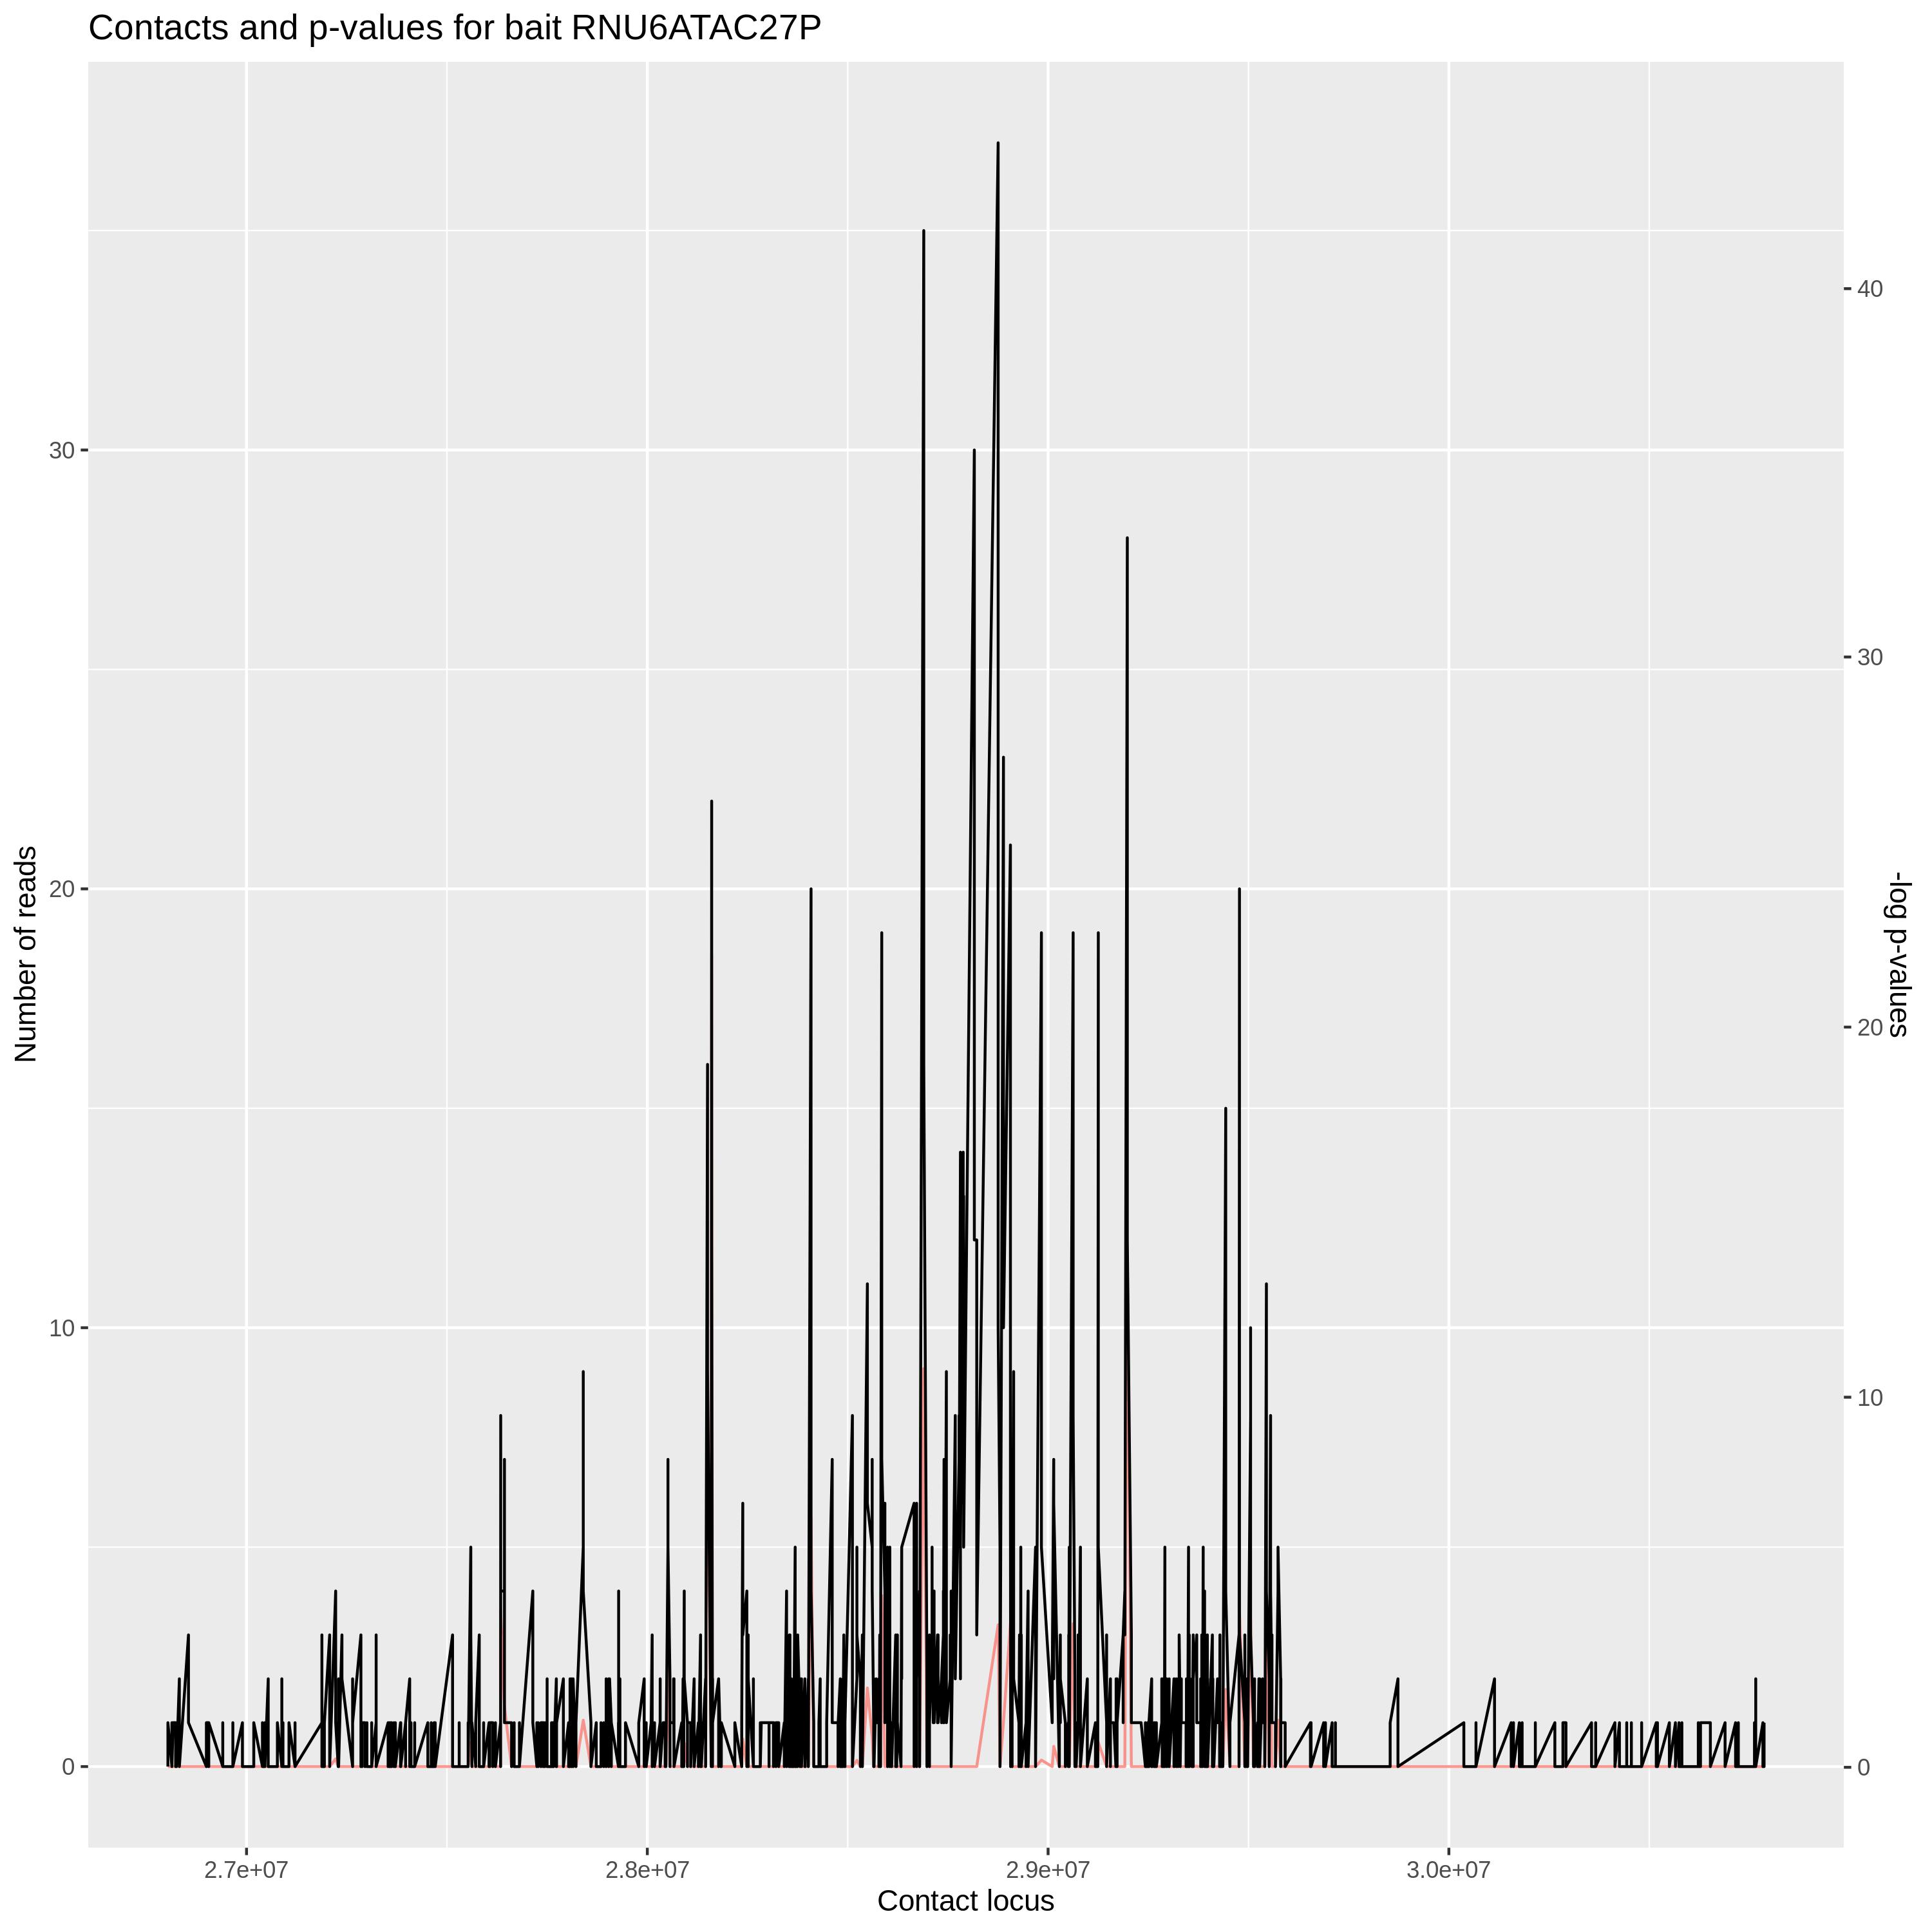 Contacts and p-values for bait RNU6ATAC27P
40
30
30
20
20
10
10
0
0
Number of reads
-log p-values
2.7e+07
2.8e+07
2.9e+07
3.0e+07
Contact locus